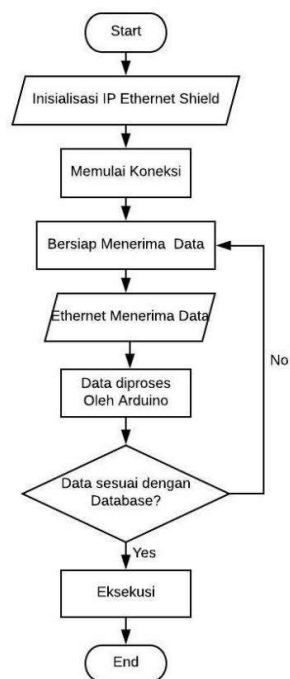 Start
Inisialisasi IP Ethernet Shield
Memulai Koneksi
Bersiap Menerima Data
Ethernet Menerima Data
No
Data diproses
Oleh Arduino
Data sesuai dengan
Database?
Yes
Eksekusi
End